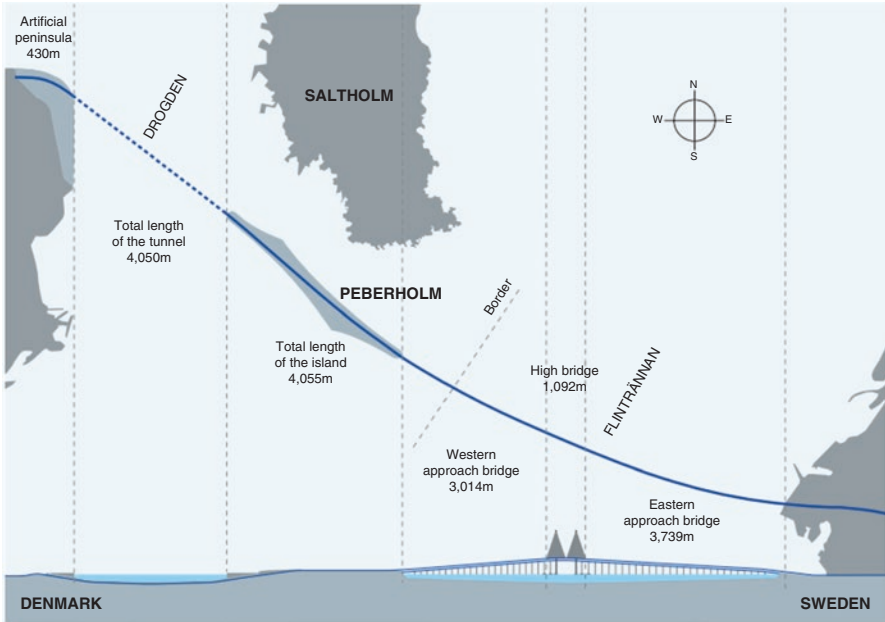 Artificial
peninsula
430m
DROGDEN
SALTHOLM
N
W
E
S
Total length
of the tunnel
4,050m
PEBERHOLM
Border
Total length
of the island
4,055m
High bridge
1,092m
FLINTRÄNNAN
Western
approach bridge
3,014m
Eastern
approach bridge
3,739m
DENMARK
SWEDEN